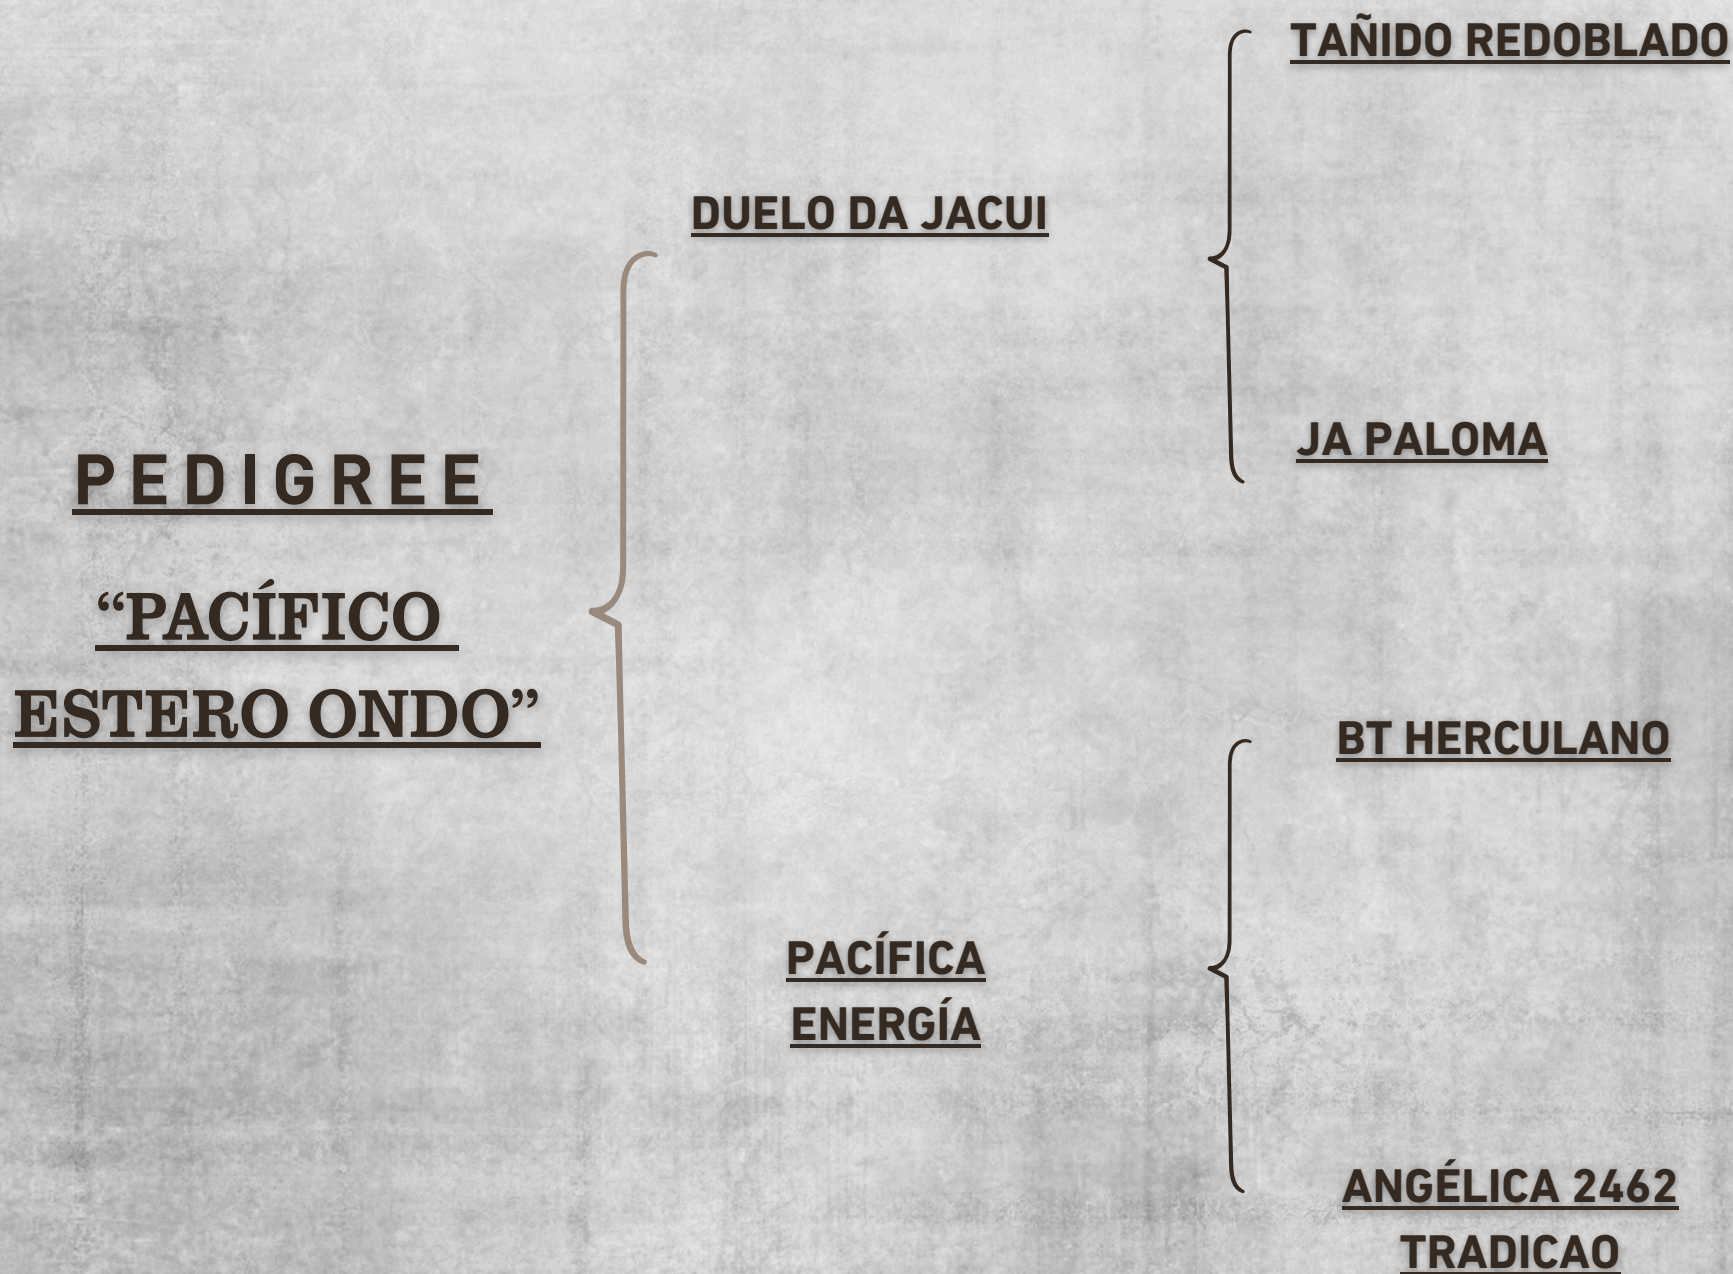 TAÑIDO REDOBLADO
DUELO DA JACUI
JA PALOMA
PEDIGREE
“PACÍFICO
ESTERO ONDO”
BT HERCULANO
PACÍFICA
ENERGÍA
ANGÉLICA 2462
TRADICAO